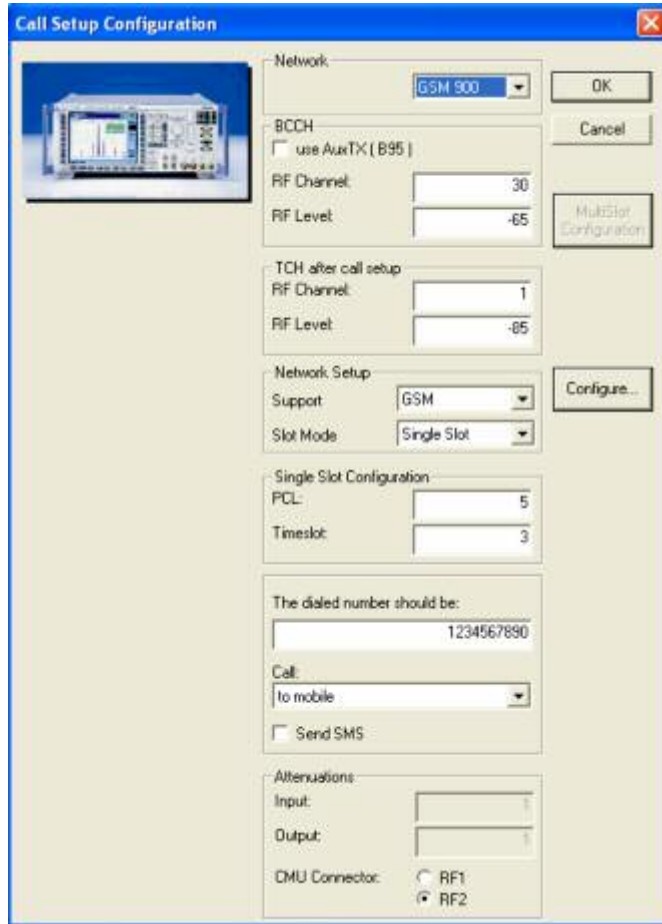 Call Setup Configuration
Network
GSM 900
OK
BCCH
use AuxTX ( B95 )
Cancel
RF Channel: 30
RF Level: -65
MultiSlot
Configuration
TCH after call setup
RF Channel: 1
RF Level: -85
Network Setup
Support GSM
Configure...
Slot Mode Single Slot
Single Slot Configuration
PCL: 5
Timeslot: 3
The dialed number should be:
1234567890
Call:
to mobile
Send SMS
Attenuations
Input: 1
Output: 1
CMU Connector: RF1
RF2